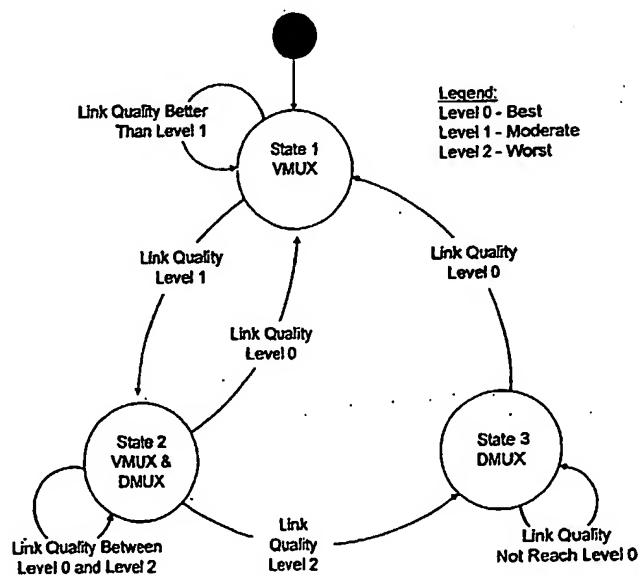 Link Quality Better
Than Level 1
Legend:
Level 0 - Best
Level 1 - Moderate
Level 2 - Worst
State 1
VMUX
Link Quality
Level 1
Link Quality
Level 0
Link Quality
Level 0
State 2
VMUX &
DMUX
State 3
DMUX
Link Quality Between
Level 0 and Level 2
Link
Quality
Level 2
Link Quality
Not Reach Level 0